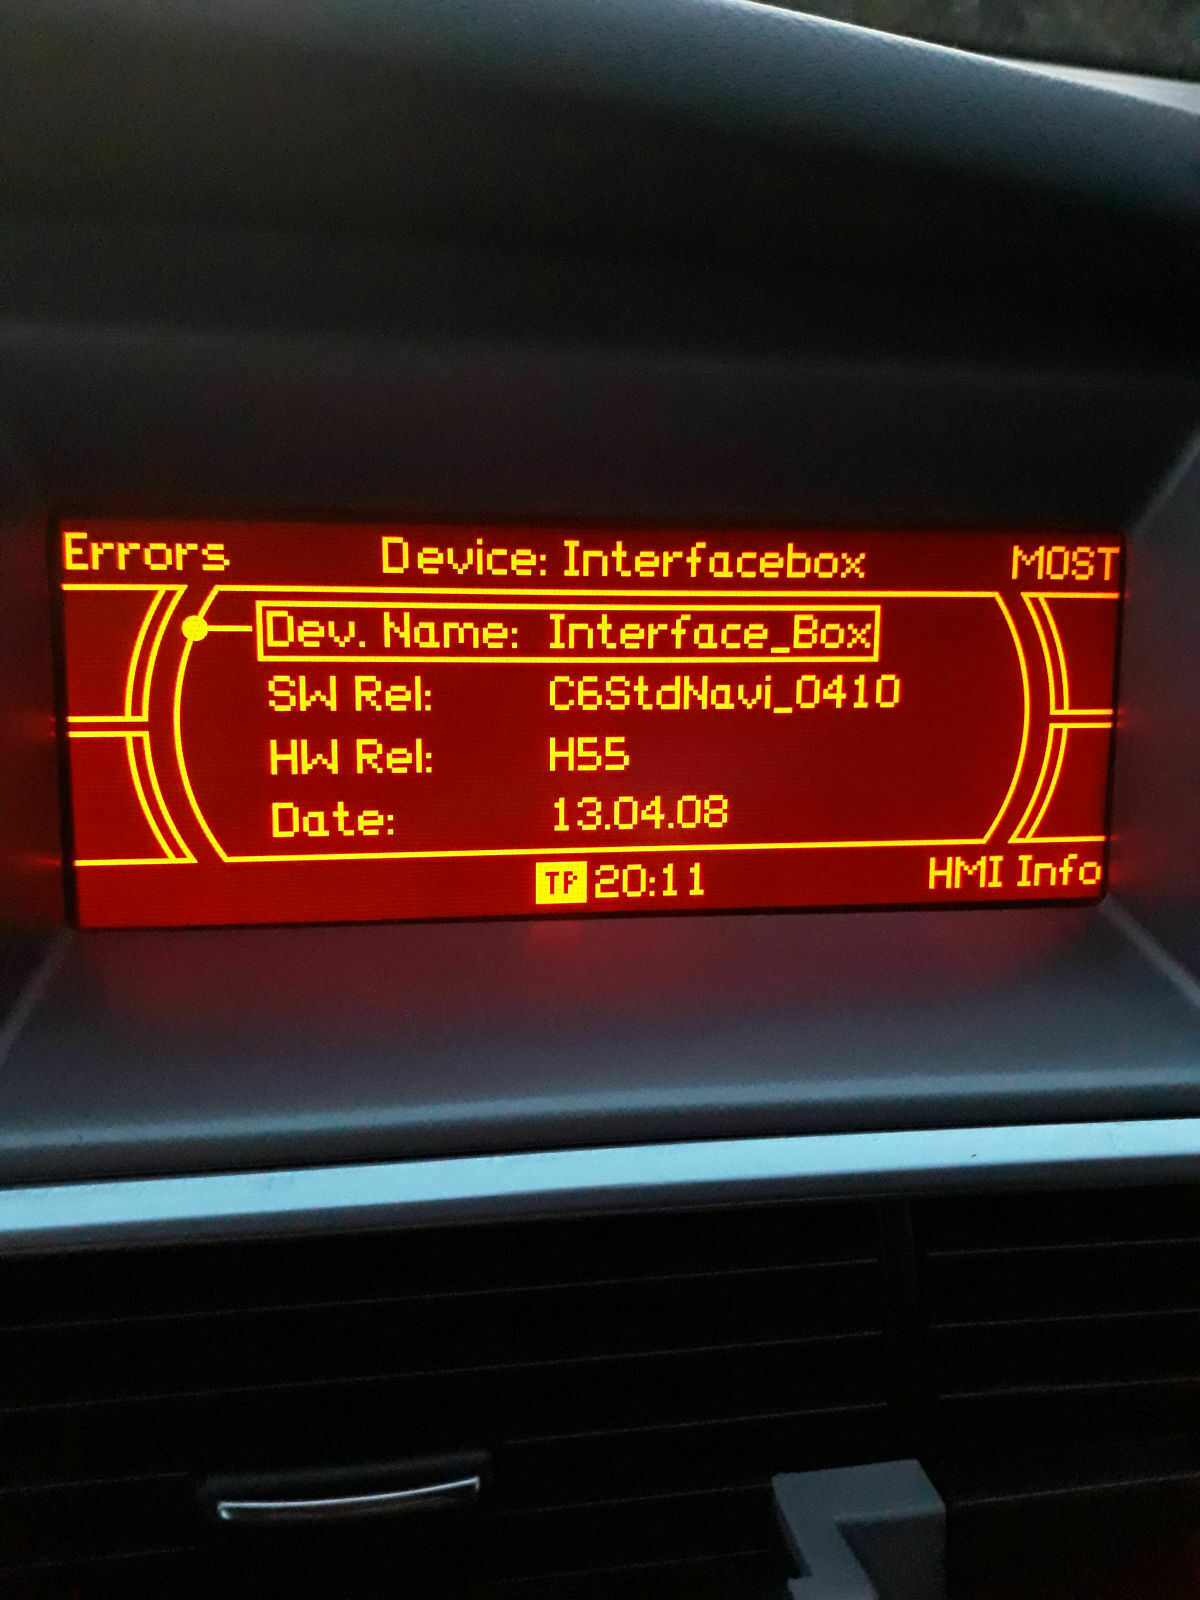 Errors Device: Interfacebox MOST
Dev. Name: Interface_Box
SW Rel: C6StdNavi_0410
HW Rel: H55
Date: 13.04.08
TP 20:11 HMI Info